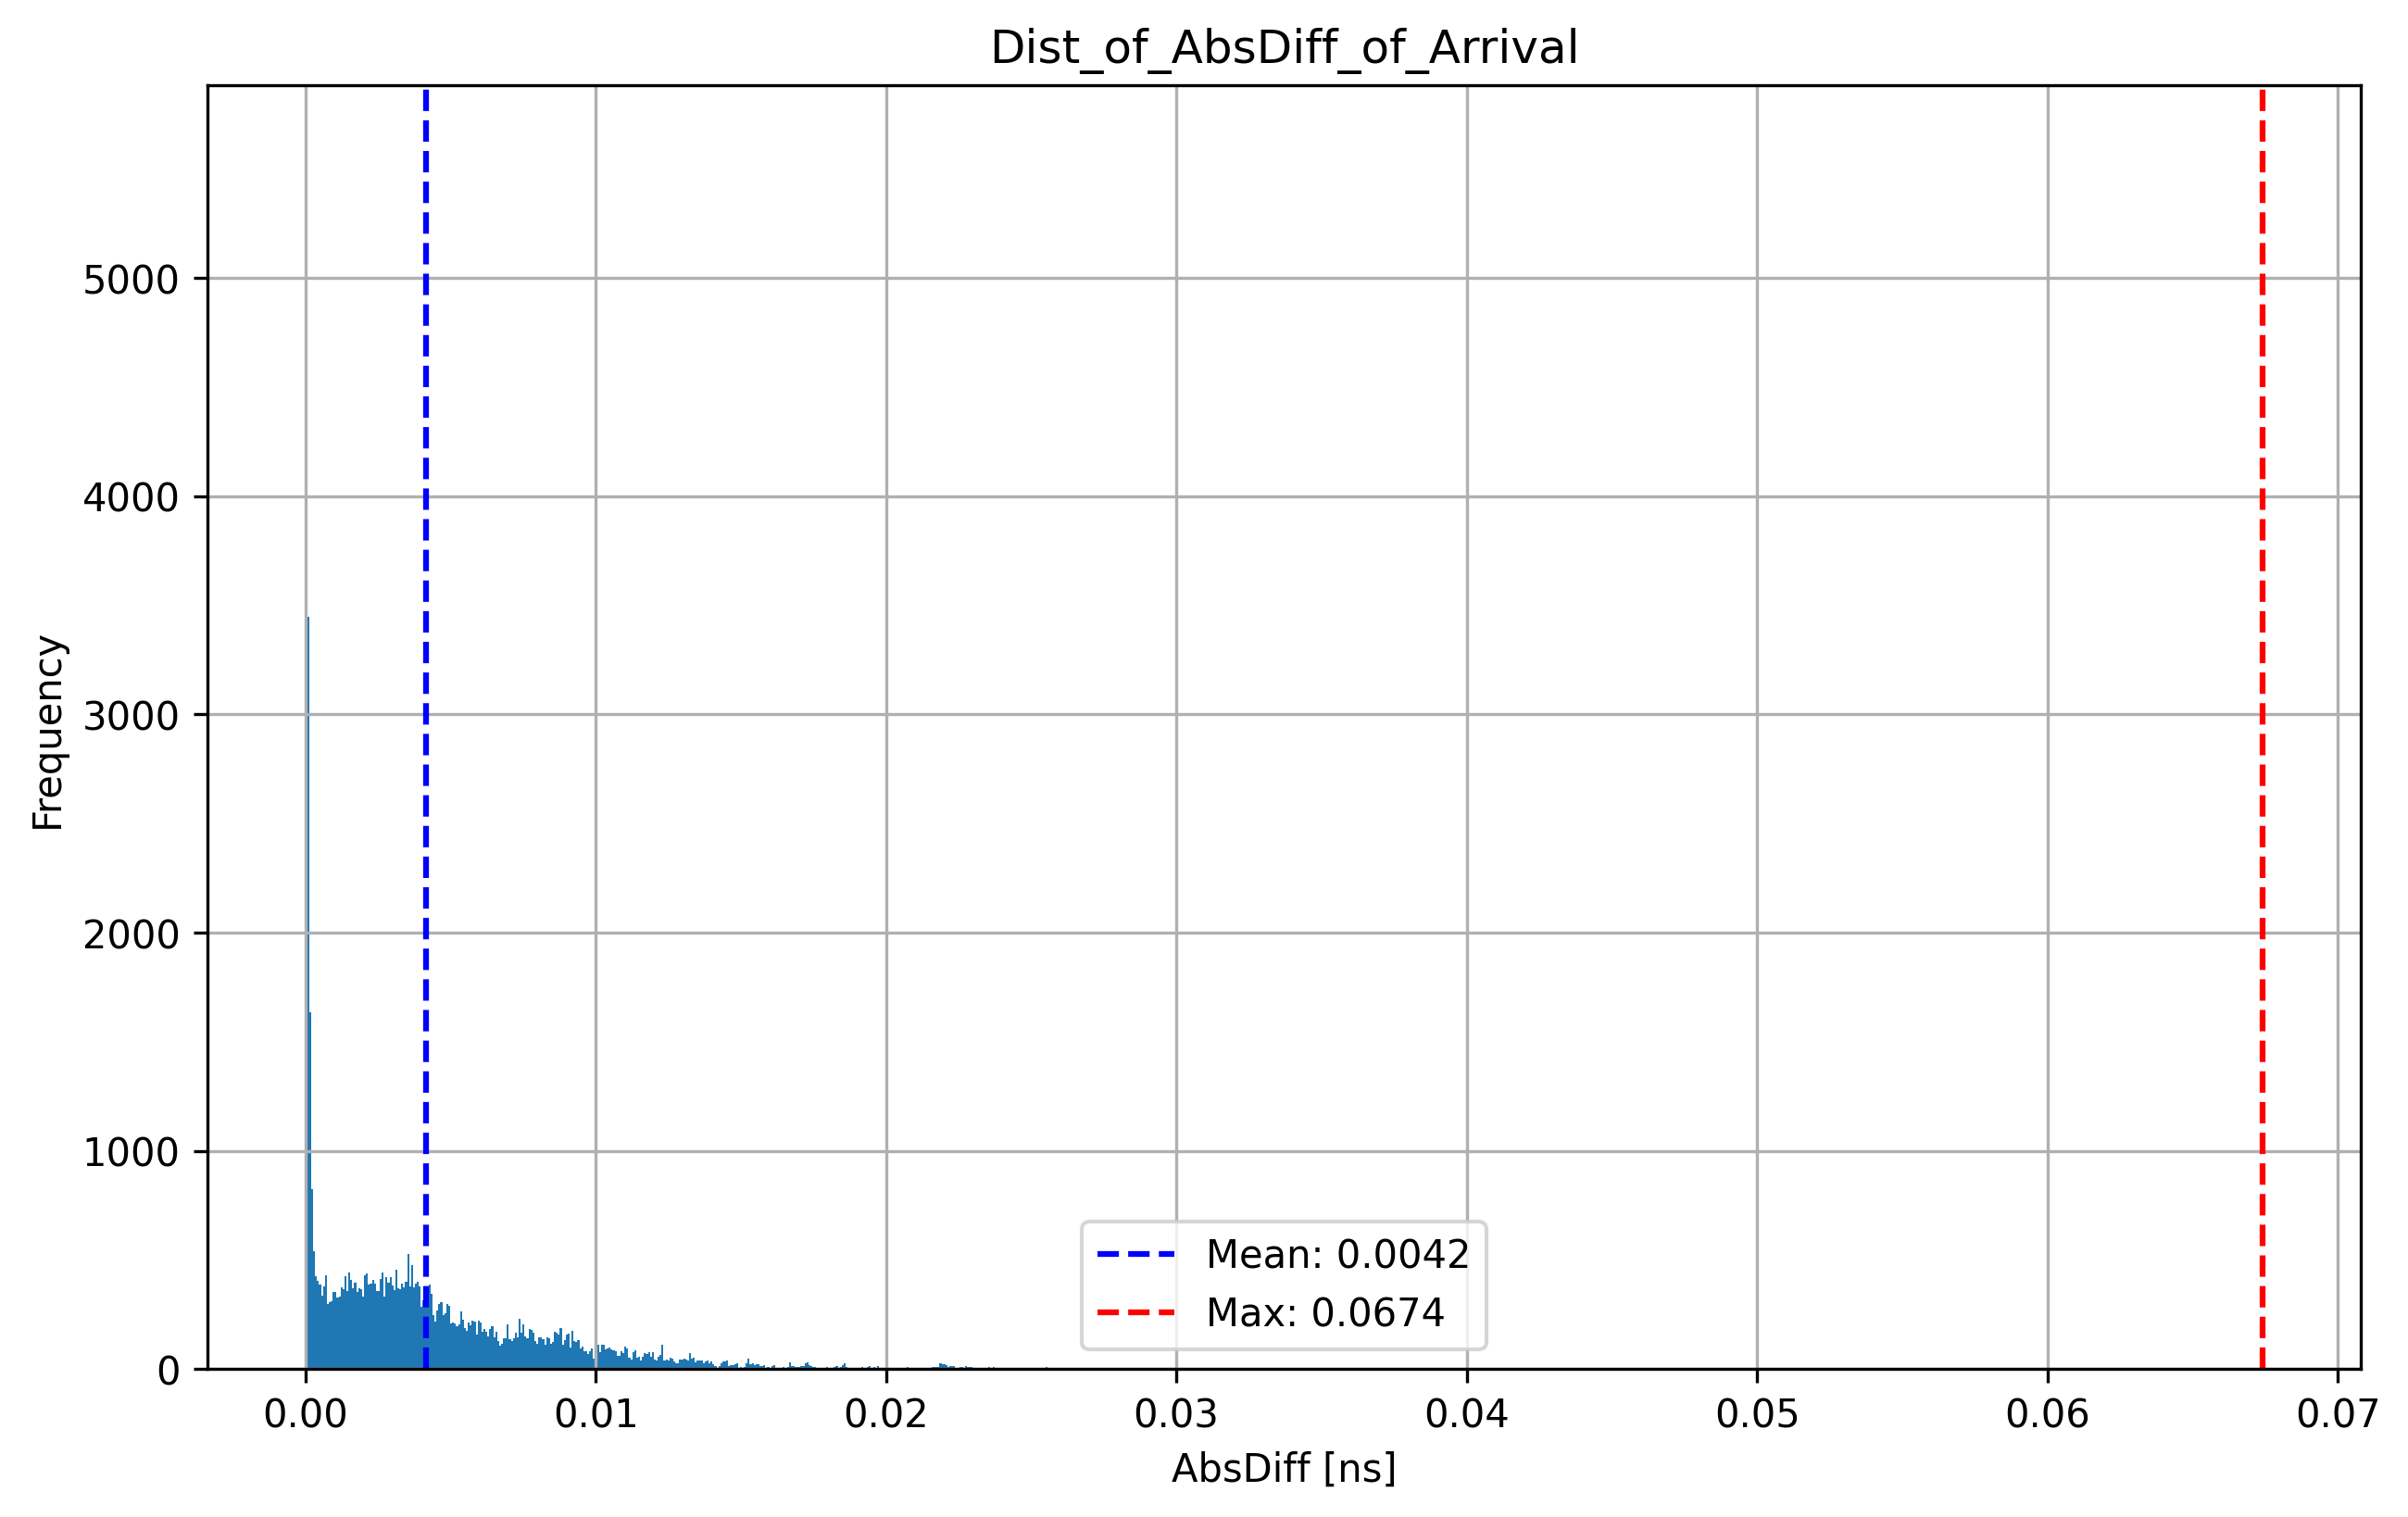 Dist_of_AbsDiff_of_Arrival
Frequency
5000
4000
3000
2000
1000
0
Mean: 0.0042
Max: 0.0674
0.00 0.01 0.02 0.03 0.04 0.05 0.06 0.07
AbsDiff [ns]